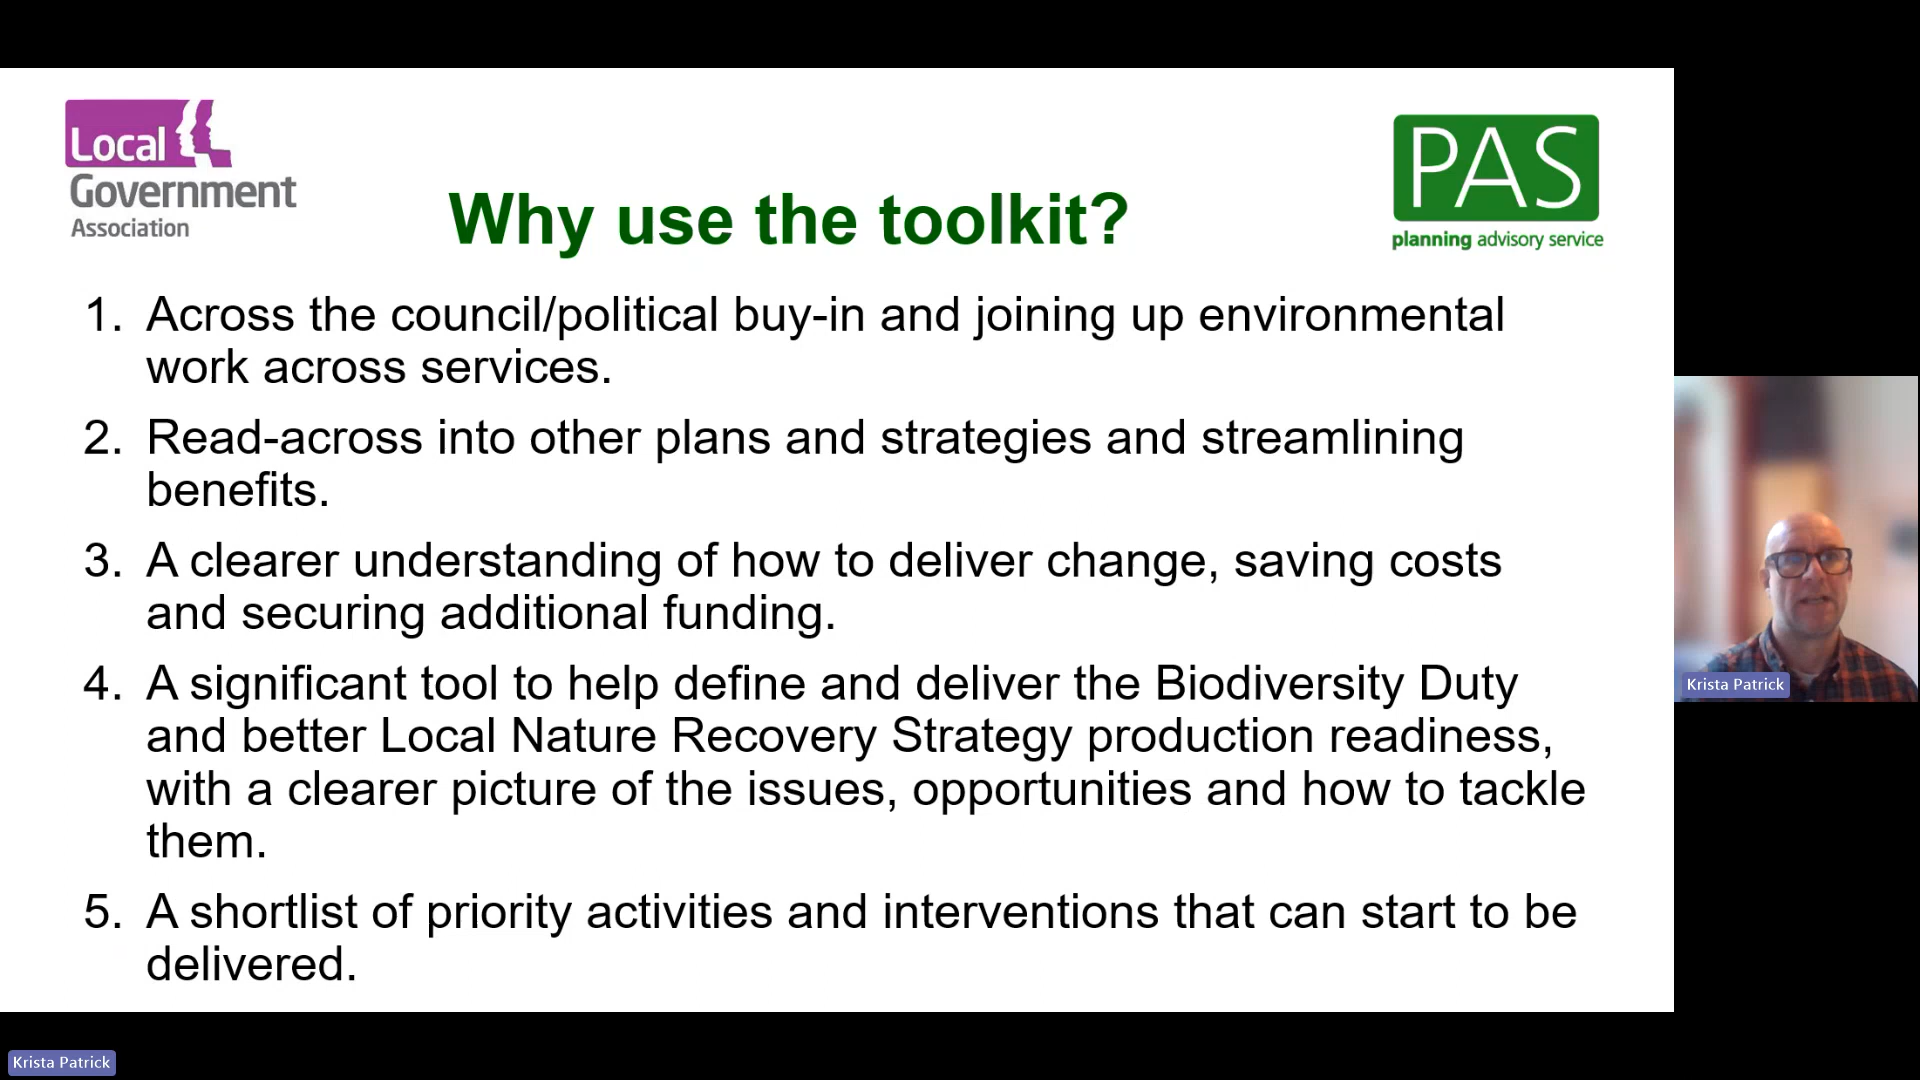 Local
Government
Association
PAS
planning advisory service
Why use the toolkit?
1. Across the council/political buy-in and joining up environmental
work across services.
2. Read-across into other plans and strategies and streamlining
benefits.
3. A clearer understanding of how to deliver change, saving costs
and securing additional funding.
4. A significant tool to help define and deliver the Biodiversity Duty
and better Local Nature Recovery Strategy production readiness,
with a clearer picture of the issues, opportunities and how to tackle
them.
5. A shortlist of priority activities and interventions that can start to be
delivered.
Krista Patrick
Krista Patrick